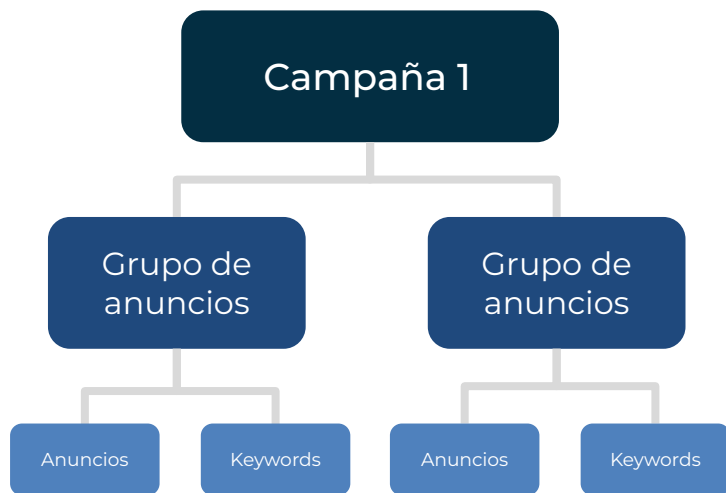 Campaña 1
Grupo de
anuncios
Grupo de
anuncios
Anuncios
Keywords
Anuncios
Keywords